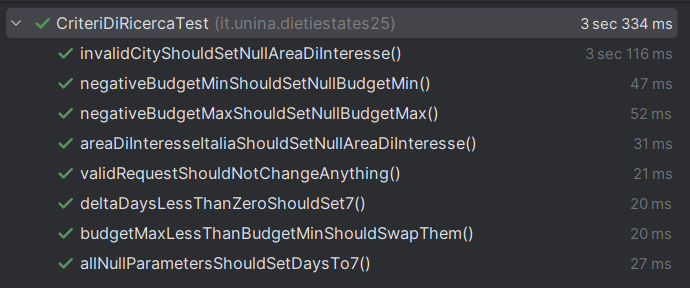 CriteriDiRicercaTest (it.unina.dietiestates25) 3 sec 334 ms
invalidCityShouldSetNullAreaDiInteresse() 3 sec 116 ms
negativeBudgetMinShouldSetNullBudgetMin() 47 ms
negativeBudgetMaxShouldSetNullBudgetMax() 52 ms
areaDiInteresseItaliaShouldSetNullAreaDiInteresse() 31 ms
validRequestShouldNotChangeAnything() 21 ms
deltaDaysLessThanZeroShouldSet7() 20 ms
budgetMaxLessThanBudgetMinShouldSwapThem() 20 ms
allNullParametersShouldSetDaysTo7() 27 ms